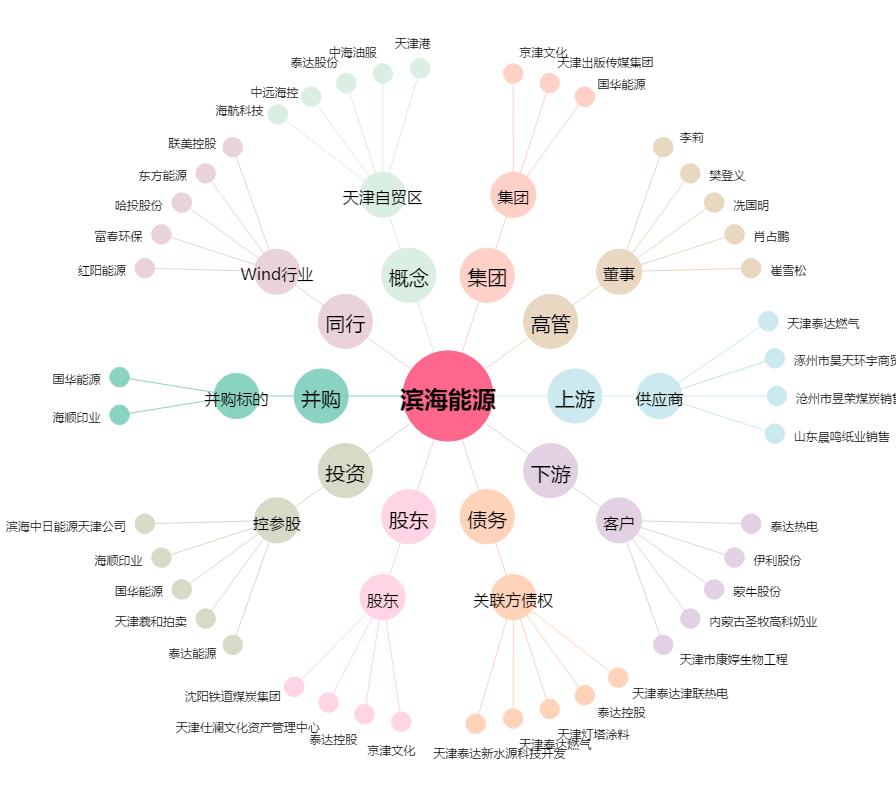 天津港
中海油服
京津文化
泰达股份
天津出版传媒集团
国华能源
中远海控
海航科技
联美控股
李莉
东方能源
樊登义
哈投股份
天津自贸区
集团
冼国明
富春环保
肖占鹏
红阳能源
Wind行业
概念
集团
董事
崔雪松
同行
高管
天津泰达燃气
涿州市昊天环宇商贸
国华能源
并购标的
并购
滨海能源
上游
供应商
沧州市昱荣煤炭销售
海顺印业
山东晨鸣纸业销售
投资
下游
滨海中日能源天津公司
控参股
股东
债务
客户
泰达热电
海顺印业
伊利股份
国华能源
股东
关联方债权
蒙牛股份
天津羲和拍卖
内蒙古圣牧高科奶业
泰达能源
天津市康婷生物工程
沈阳铁道煤炭集团
天津泰达津联热电
天津仕澜文化资产管理中心
泰达控股
泰达控股
天津灯塔涂料
京津文化
天津泰达燃气
天津泰达新水源科技开发